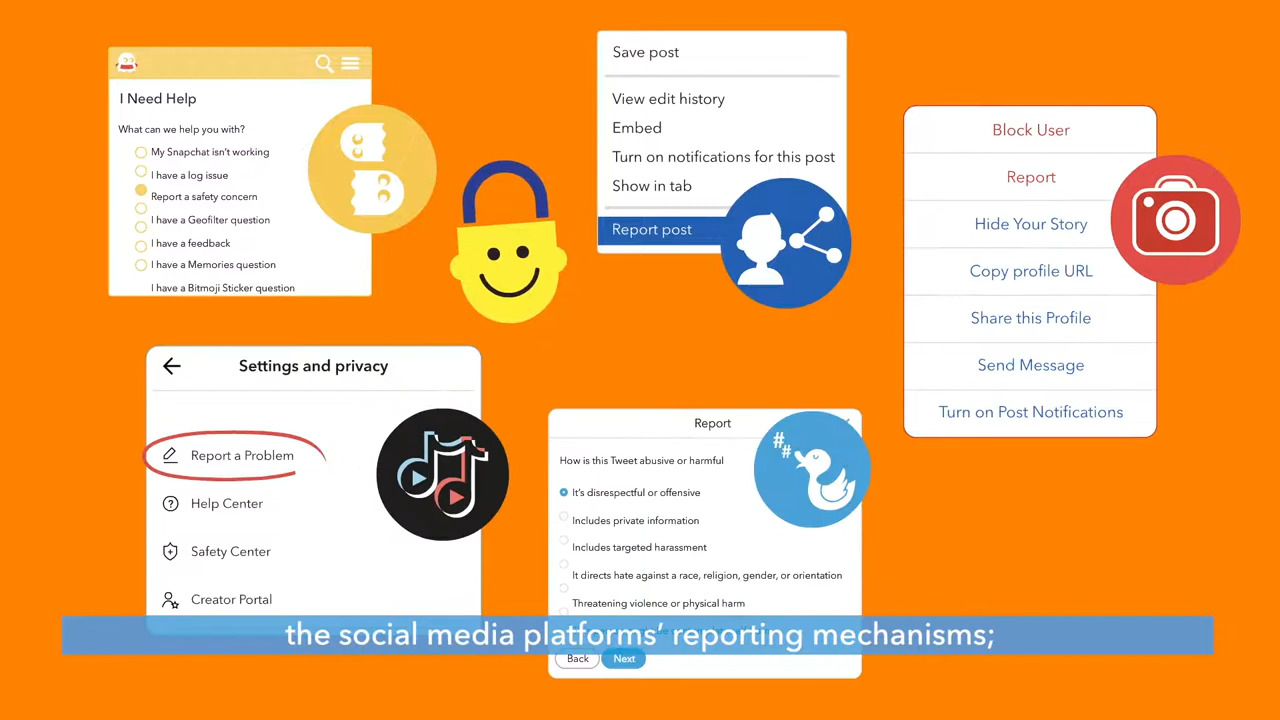 I Need Help
What can we help you with?
My Snapchat isn't working
I have a log issue
Report a safety concern
I have a Geofilter question
I have a feedback
I have a Memories question
I have a Bitmoji Sticker question
Save post
View edit history
Embed
Turn on notifications for this post
Show in tab
Report post
Block User
Report
Hide Your Story
Copy profile URL
Share this Profile
Send Message
Turn on Post Notifications
Settings and privacy
Report a Problem
Help Center
Safety Center
Creator Portal
Report
##
How is this Tweet abusive or harmful
It's disrespectful or offensive
Includes private information
Includes targeted harassment
It directs hate against a race, religion, gender, or orientation
Threatening violence or physical harm
the social media platforms' reporting mechanisms;
Back
Next